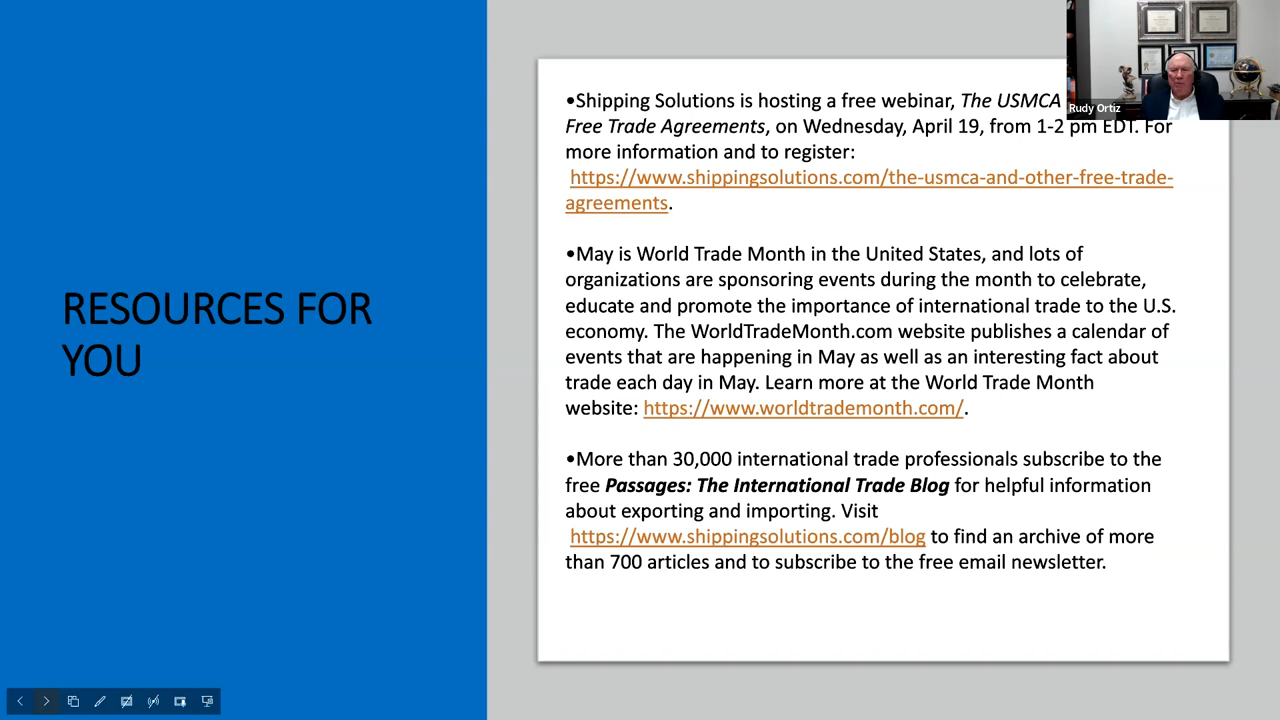 •Shipping Solutions is hosting a free webinar, The USMCA
Free Trade Agreements, on Wednesday, April 19, from 1-2 pm EDT. For
more information and to register:
https://www.shippingsolutions.com/the-usmca-and-other-free-trade-
agreements.
•May is World Trade Month in the United States, and lots of
organizations are sponsoring events during the month to celebrate,
educate and promote the importance of international trade to the U.S.
economy. The WorldTradeMonth.com website publishes a calendar of
events that are happening in May as well as an interesting fact about
trade each day in May. Learn more at the World Trade Month
website: https://www.worldtrademonth.com/.
•More than 30,000 international trade professionals subscribe to the
free Passages: The International Trade Blog for helpful information
about exporting and importing. Visit
https://www.shippingsolutions.com/blog to find an archive of more
than 700 articles and to subscribe to the free email newsletter.
RESOURCES FOR
YOU
Rudy Ortiz